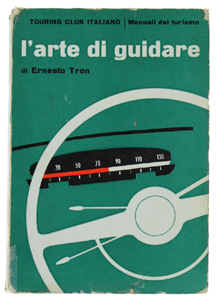 TOURING CLUB ITALIANO | Manuali del turismo
l'arte di guidare
di Ernesto Tron
30 50 70 90 110 130